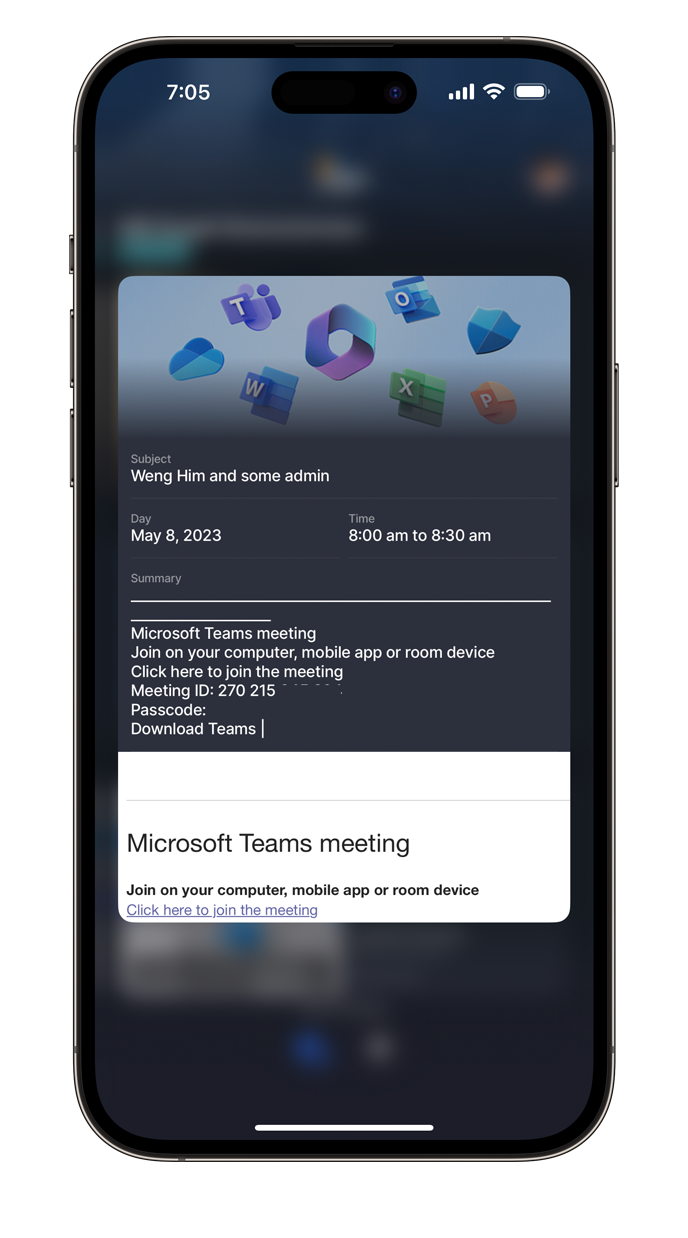 7:05
T
O
W
X
P
Subject
Weng Him and some admin
Day
May 8, 2023
Time
8:00 am to 8:30 am
Summary
Microsoft Teams meeting
Join on your computer, mobile app or room device
Click here to join the meeting
Meeting ID: 270 215
Passcode:
Download Teams |
Microsoft Teams meeting
Join on your computer, mobile app or room device
Click here to join the meeting